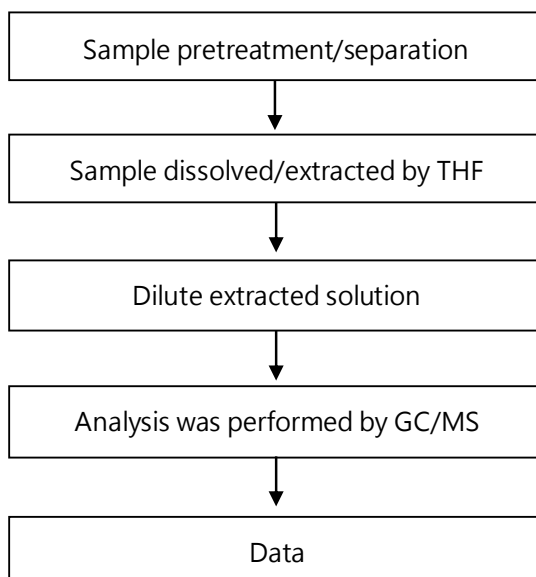 Sample pretreatment/separation
Sample dissolved/extracted by THF
Dilute extracted solution
Analysis was performed by GC/MS
Data